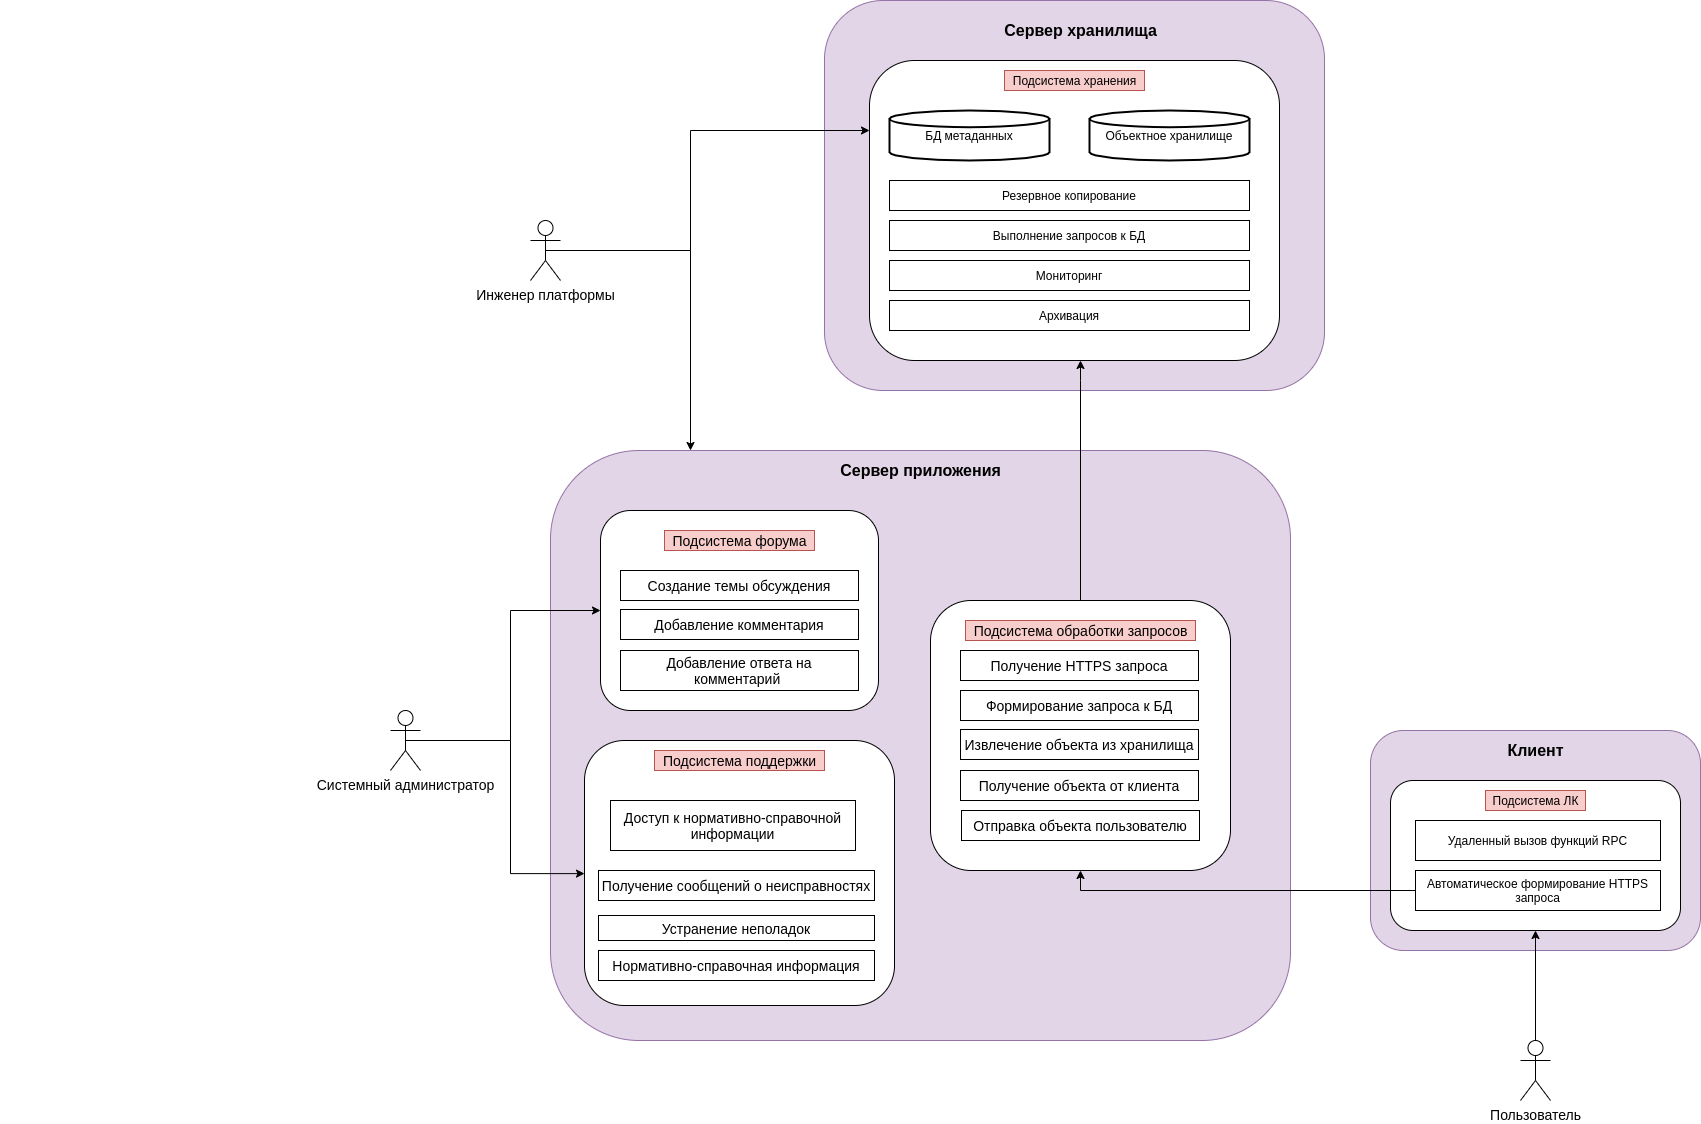 Сервер хранилища
Подсистема хранения
БД метаданных
Объектное хранилище
Резервное копирование
Выполнение запросов к БД
Мониторинг
Архивация
Инженер платформы
Сервер приложения
Подсистема форума
Создание темы обсуждения
Добавление комментария
Добавление ответа на
комментарий
Подсистема обработки запросов
Получение HTTPS запроса
Формирование запроса к БД
Извлечение объекта из хранилища
Получение объекта от клиента
Отправка объекта пользователю
Системный администратор
Подсистема поддержки
Доступ к нормативно-справочной
информации
Получение сообщений о неисправностях
Устранение неполадок
Нормативно-справочная информация
Клиент
Подсистема ЛК
Удаленный вызов функций RPC
Автоматическое формирование HTTPS
запроса
Пользователь